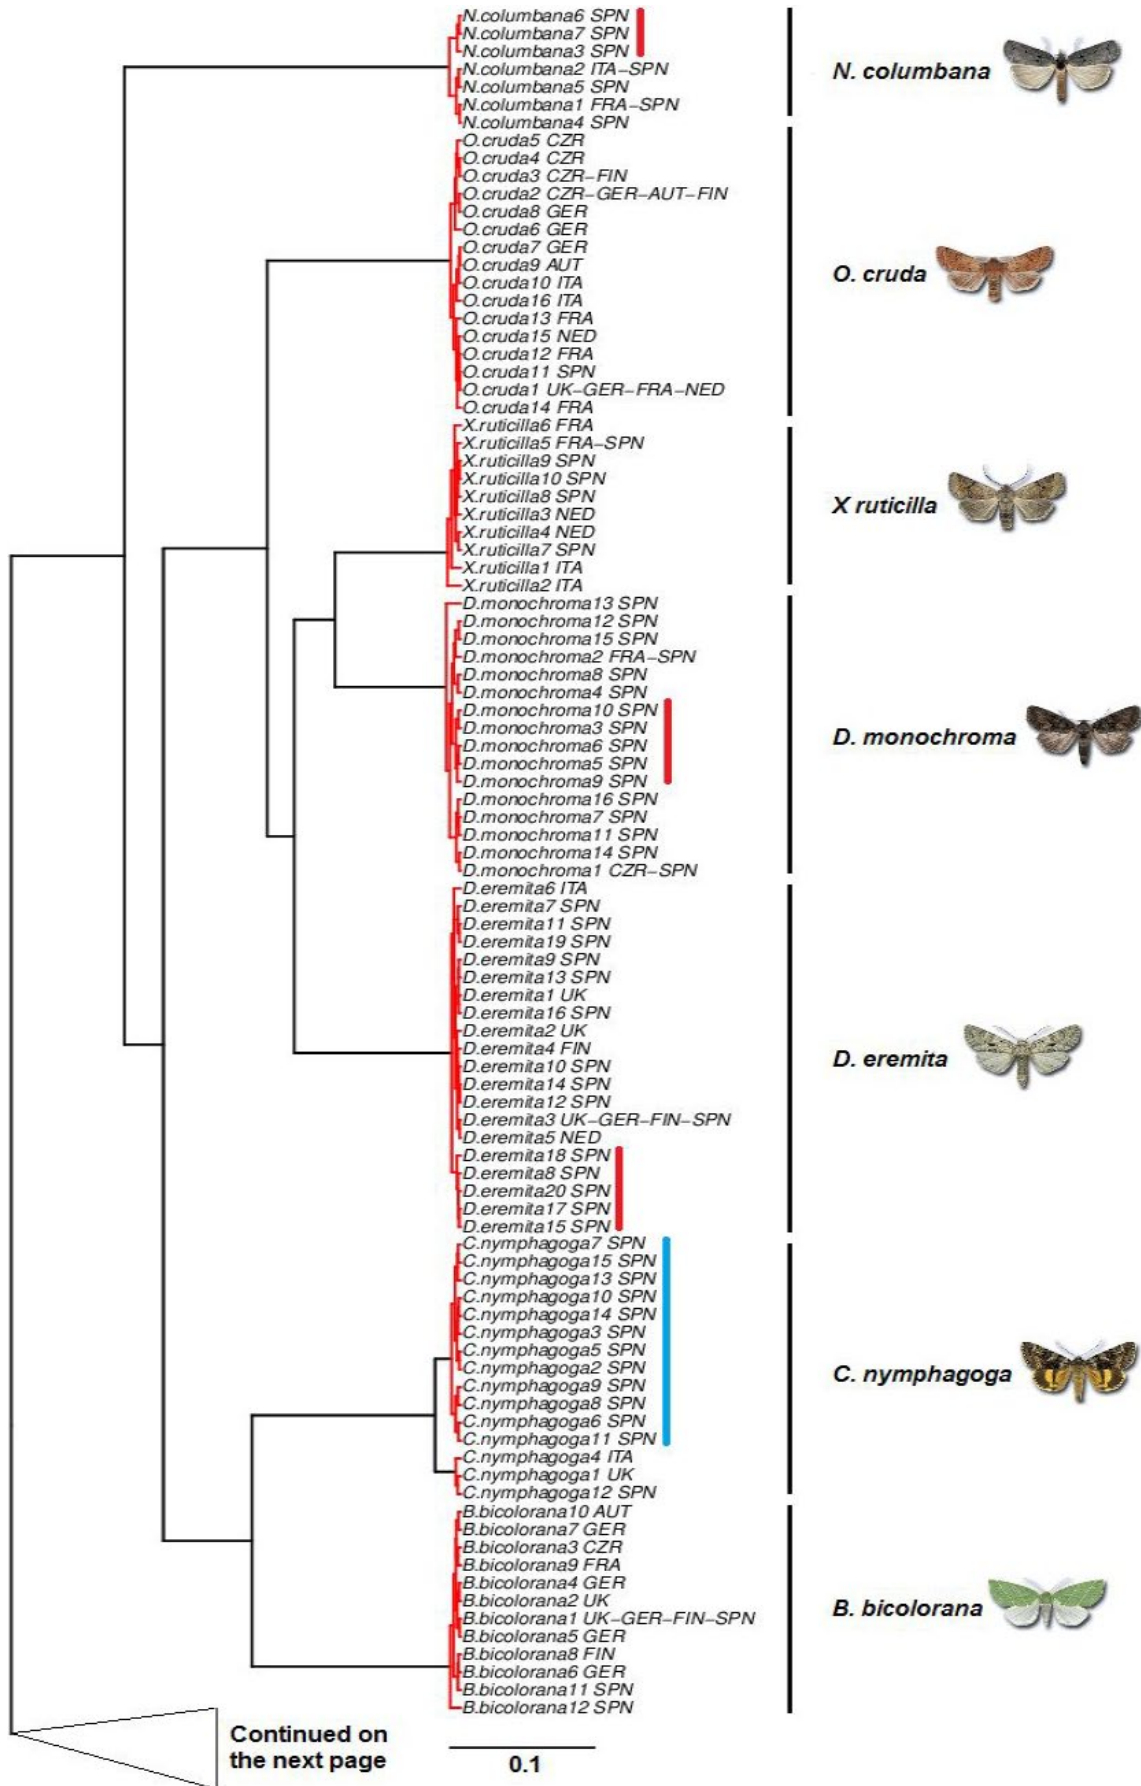 N.columbana6 SPN
N.columbana7 SPN
N.columbana3 SPN
N.columbana2 ITA–SPN
N.columbana5 SPN
N.columbana1 FRA–SPN
N.columbana4 SPN
N. columbana
O.cruda5 CZR
O.cruda4 CZR
O.cruda3 CZR–FIN
O.cruda2 CZR–GER–AUT–FIN
O.cruda8 GER
O.cruda6 GER
O.cruda7 GER
O.cruda9 AUT
O.cruda10 ITA
O.cruda16 ITA
O.cruda13 FRA
O.cruda15 NED
O.cruda12 FRA
O.cruda11 SPN
O.cruda1 UK–GER–FRA–NED
O.cruda14 FRA
O. cruda
X.ruticilla6 FRA
X.ruticilla5 FRA–SPN
X.ruticilla9 SPN
X.ruticilla10 SPN
X.ruticilla8 SPN
X.ruticilla3 NED
X.ruticilla4 NED
X.ruticilla7 SPN
X.ruticilla1 ITA
X.ruticilla2 ITA
X ruticilla
D.monochroma13 SPN
D.monochroma12 SPN
D.monochroma15 SPN
D.monochroma2 FRA–SPN
D.monochroma8 SPN
D.monochroma4 SPN
D.monochroma10 SPN
D.monochroma3 SPN
D.monochroma6 SPN
D.monochroma5 SPN
D.monochroma9 SPN
D.monochroma16 SPN
D.monochroma7 SPN
D.monochroma11 SPN
D.monochroma14 SPN
D.monochroma1 CZR–SPN
D. monochroma
D.eremita6 ITA
D.eremita7 SPN
D.eremita11 SPN
D.eremita19 SPN
D.eremita9 SPN
D.eremita13 SPN
D.eremita1 UK
D.eremita16 SPN
D.eremita2 UK
D.eremita4 FIN
D.eremita10 SPN
D.eremita14 SPN
D.eremita12 SPN
D.eremita3 UK–GER–FIN–SPN
D.eremita5 NED
D.eremita18 SPN
D.eremita8 SPN
D.eremita20 SPN
D.eremita17 SPN
D.eremita15 SPN
D. eremita
C.nymphagoga7 SPN
C.nymphagoga15 SPN
C.nymphagoga13 SPN
C.nymphagoga10 SPN
C.nymphagoga14 SPN
C.nymphagoga3 SPN
C.nymphagoga5 SPN
C.nymphagoga2 SPN
C.nymphagoga9 SPN
C.nymphagoga8 SPN
C.nymphagoga6 SPN
C.nymphagoga11 SPN
C.nymphagoga4 ITA
C.nymphagoga1 UK
C.nymphagoga12 SPN
C. nymphagoga
B.bicolorana10 AUT
B.bicolorana7 GER
B.bicolorana3 CZR
B.bicolorana9 FRA
B.bicolorana4 GER
B.bicolorana2 UK
B.bicolorana1 UK–GER–FIN–SPN
B.bicolorana5 GER
B.bicolorana8 FIN
B.bicolorana6 GER
B.bicolorana11 SPN
B.bicolorana12 SPN
B. bicolorana
Continued on
the next page
0.1